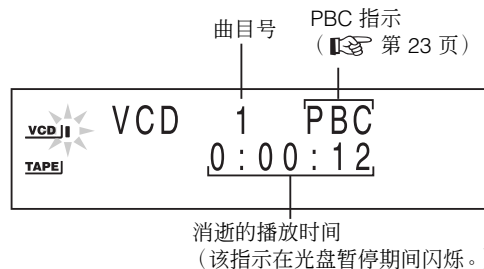 曲目号
PBC 指示
（☞ 第 23 页）
VCD VCD 1 PBC
TAPE 0:00:12
消逝的播放时间
（该指示在光盘暂停期间闪烁。